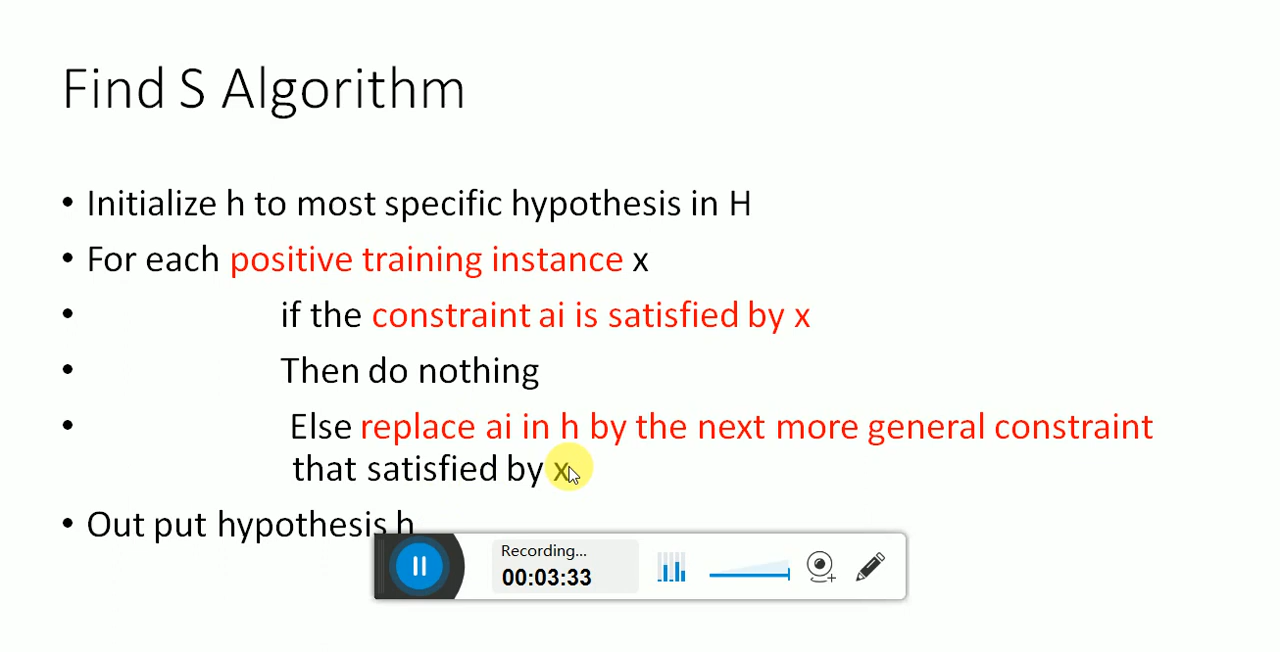 Find S Algorithm
• Initialize h to most specific hypothesis in H
• For each positive training instance x
• if the constraint ai is satisfied by x
• Then do nothing
• Else replace ai in h by the next more general constraint
that satisfied by x
• Out put hypothesis h
Recording...
00:03:33